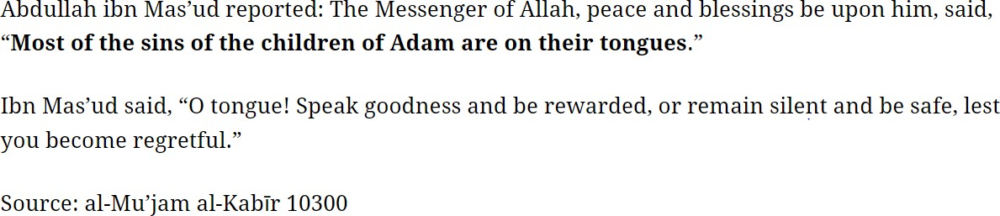 Abdullah ibn Mas’ud reported: The Messenger of Allah, peace and blessings be upon him, said,
“Most of the sins of the children of Adam are on their tongues.”
Ibn Mas’ud said, “O tongue! Speak goodness and be rewarded, or remain silent and be safe, lest
you become regretful.”
Source: al-Mu’jam al-Kabīr 10300